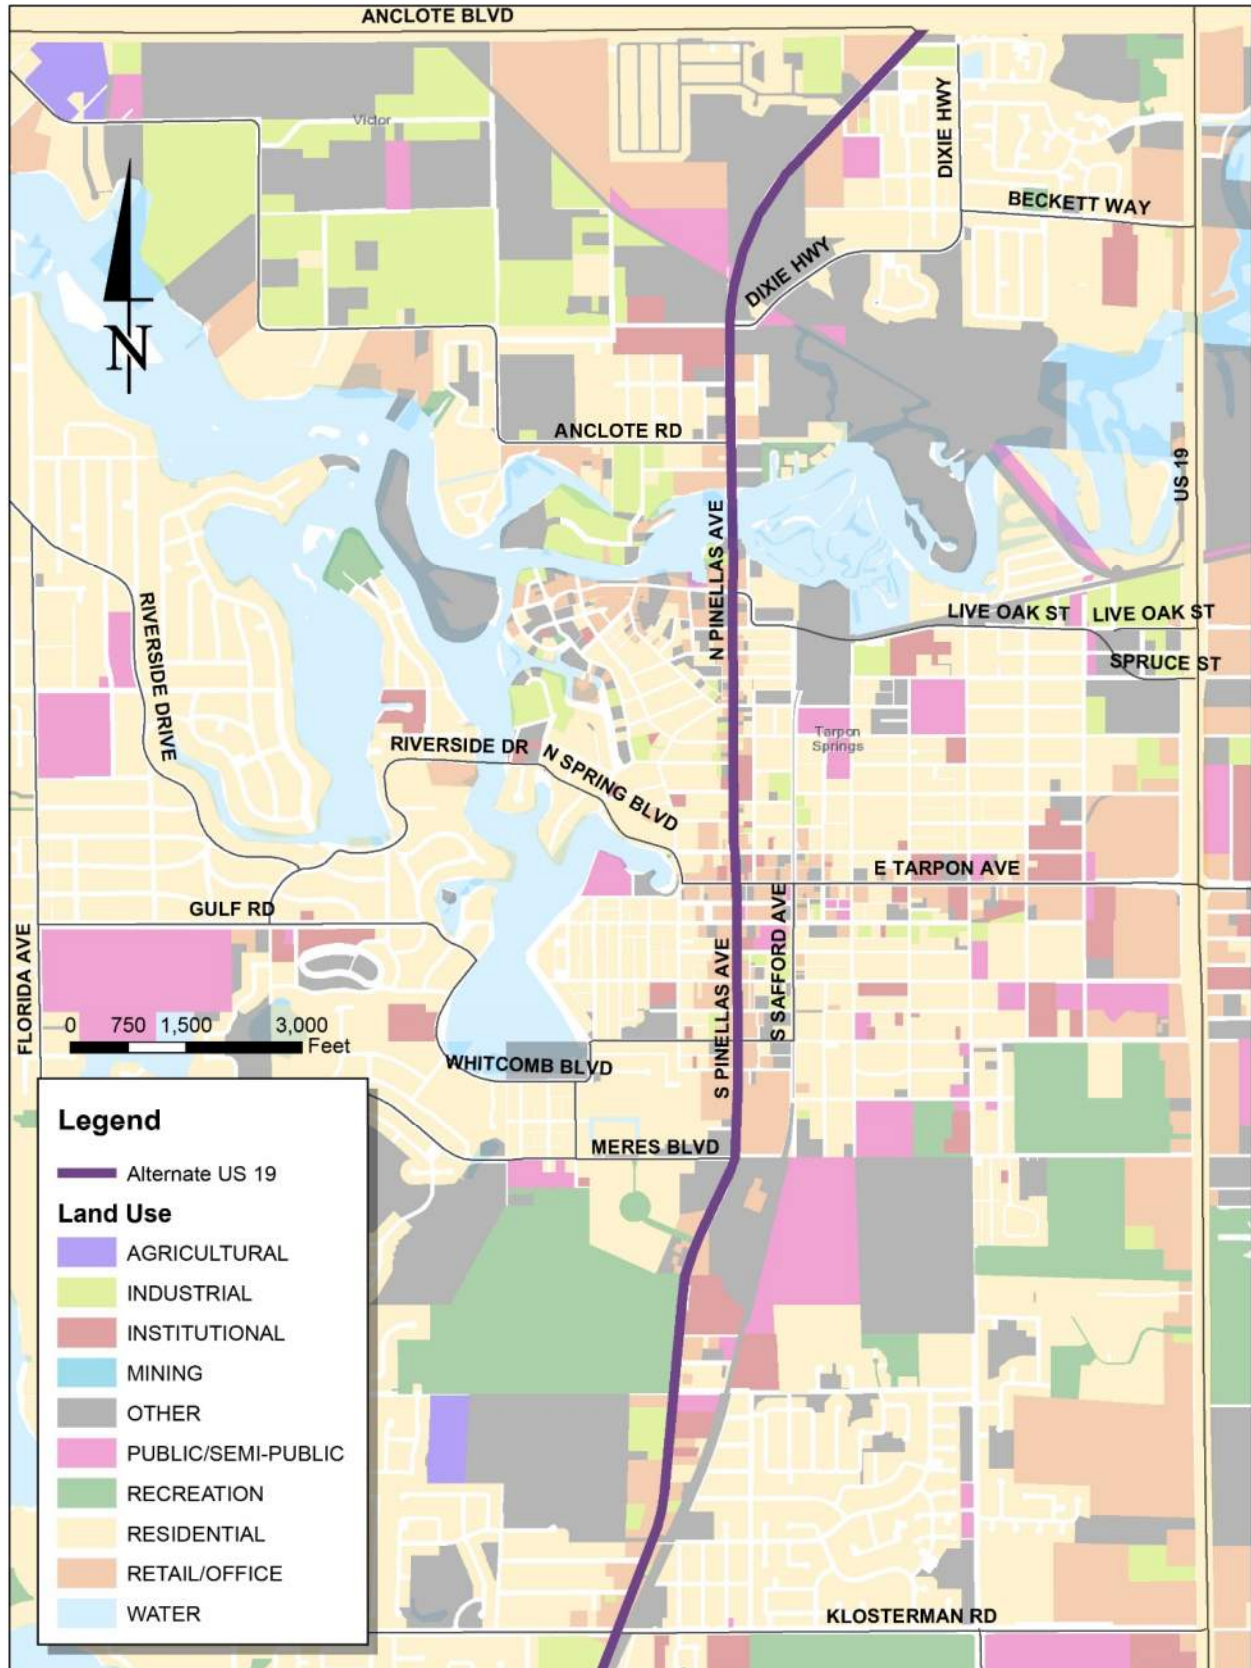 ANCLOTE BLVD
Victor
DIXIE HWY
BECKETT WAY
DIXIE HWY
N
ANCLOTE RD
US 19
N PINELLAS AVE
LIVE OAK ST
LIVE OAK ST
SPRUCE ST
RIVERSIDE DRIVE
Tarpon
Springs
RIVERSIDE DR
N SPRING BLVD
E TARPON AVE
GULF RD
FLORIDA AVE
S PINELLAS AVE
S SAFFORD AVE
0 750 1,500 3,000
Feet
WHITCOMB BLVD
MERES BLVD
Legend
Alternate US 19
Land Use
AGRICULTURAL
INDUSTRIAL
INSTITUTIONAL
MINING
OTHER
PUBLIC/SEMI-PUBLIC
RECREATION
RESIDENTIAL
RETAIL/OFFICE
WATER
KLOSTERMAN RD